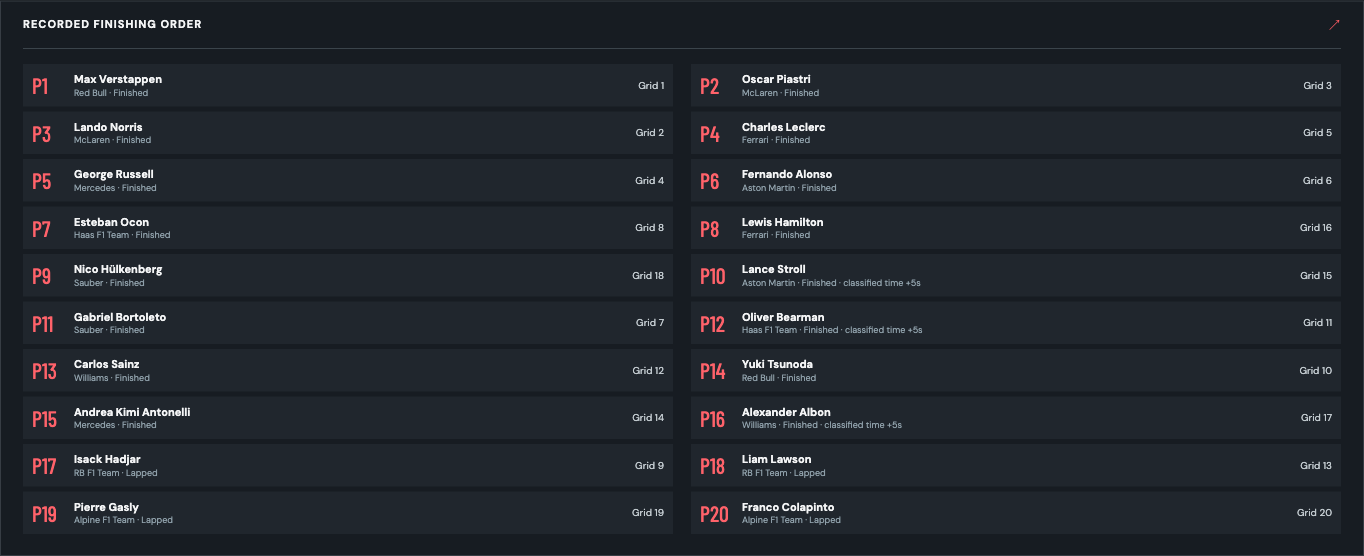 RECORDED FINISHING ORDER
P1
Max Verstappen
Red Bull · Finished
Grid 1
P2
Oscar Piastri
McLaren · Finished
Grid 3
P3
Lando Norris
McLaren · Finished
Grid 2
P4
Charles Leclerc
Ferrari · Finished
Grid 5
P5
George Russell
Mercedes · Finished
Grid 4
P6
Fernando Alonso
Aston Martin · Finished
Grid 6
P7
Esteban Ocon
Haas F1 Team · Finished
Grid 8
P8
Lewis Hamilton
Ferrari · Finished
Grid 16
P9
Nico Hülkenberg
Sauber · Finished
Grid 18
P10
Lance Stroll
Aston Martin · Finished · classified time +5s
Grid 15
P11
Gabriel Bortoleto
Sauber · Finished
Grid 7
P12
Oliver Bearman
Haas F1 Team · Finished · classified time +5s
Grid 11
P13
Carlos Sainz
Williams · Finished
Grid 12
P14
Yuki Tsunoda
Red Bull · Finished
Grid 10
P15
Andrea Kimi Antonelli
Mercedes · Finished
Grid 14
P16
Alexander Albon
Williams · Finished · classified time +5s
Grid 17
P17
Isack Hadjar
RB F1 Team · Lapped
Grid 9
P18
Liam Lawson
RB F1 Team · Lapped
Grid 13
P19
Pierre Gasly
Alpine F1 Team · Lapped
Grid 19
P20
Franco Colapinto
Alpine F1 Team · Lapped
Grid 20